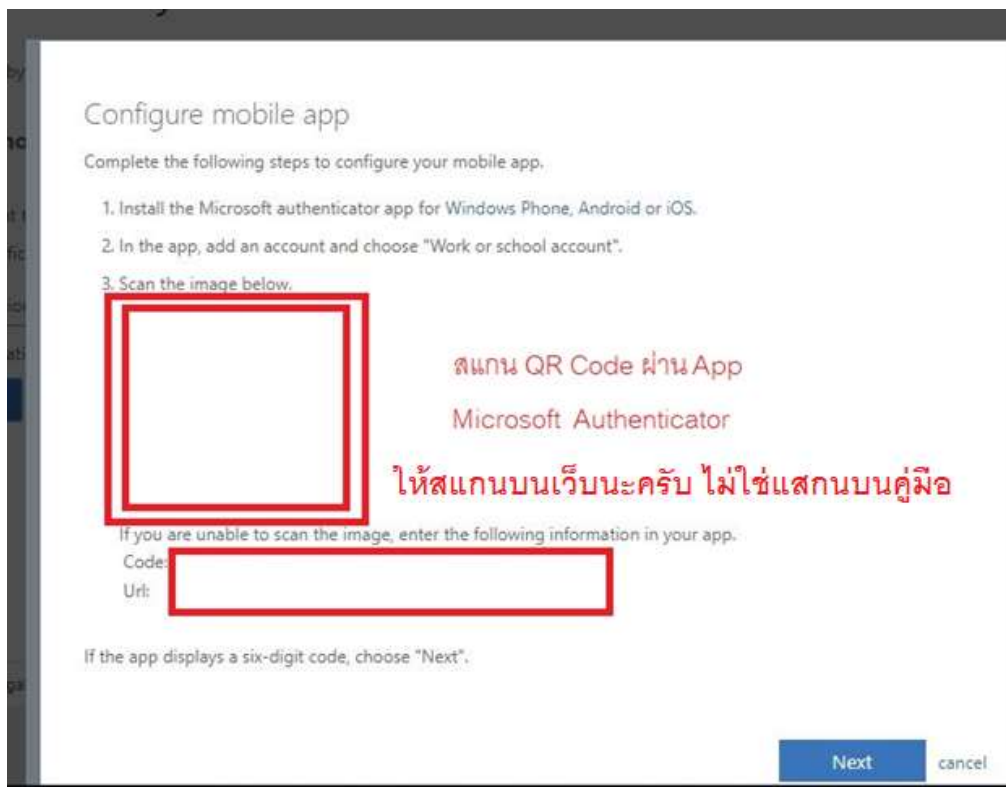 Configure mobile app
Complete the following steps to configure your mobile app.
1. Install the Microsoft authenticator app for Windows Phone, Android or iOS.
2. In the app, add an account and choose "Work or school account".
3. Scan the image below.
สแกน QR Code ผ่าน App
Microsoft Authenticator
ให้สแกนบนเว็บนะครับ ไม่ใช่แสกนบนคู่มือ
If you are unable to scan the image, enter the following information in your app.
Code:
Url:
If the app displays a six-digit code, choose "Next".
Next cancel